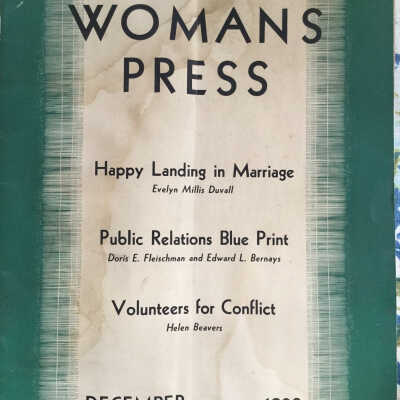 WOMANS
PRESS
Happy Landing in Marriage
Evelyn Millis Duvall
Public Relations Blue Print
Doris E. Fleischman and Edward L. Bernays
Volunteers for Conflict
Helen Beavers
DECEMBER